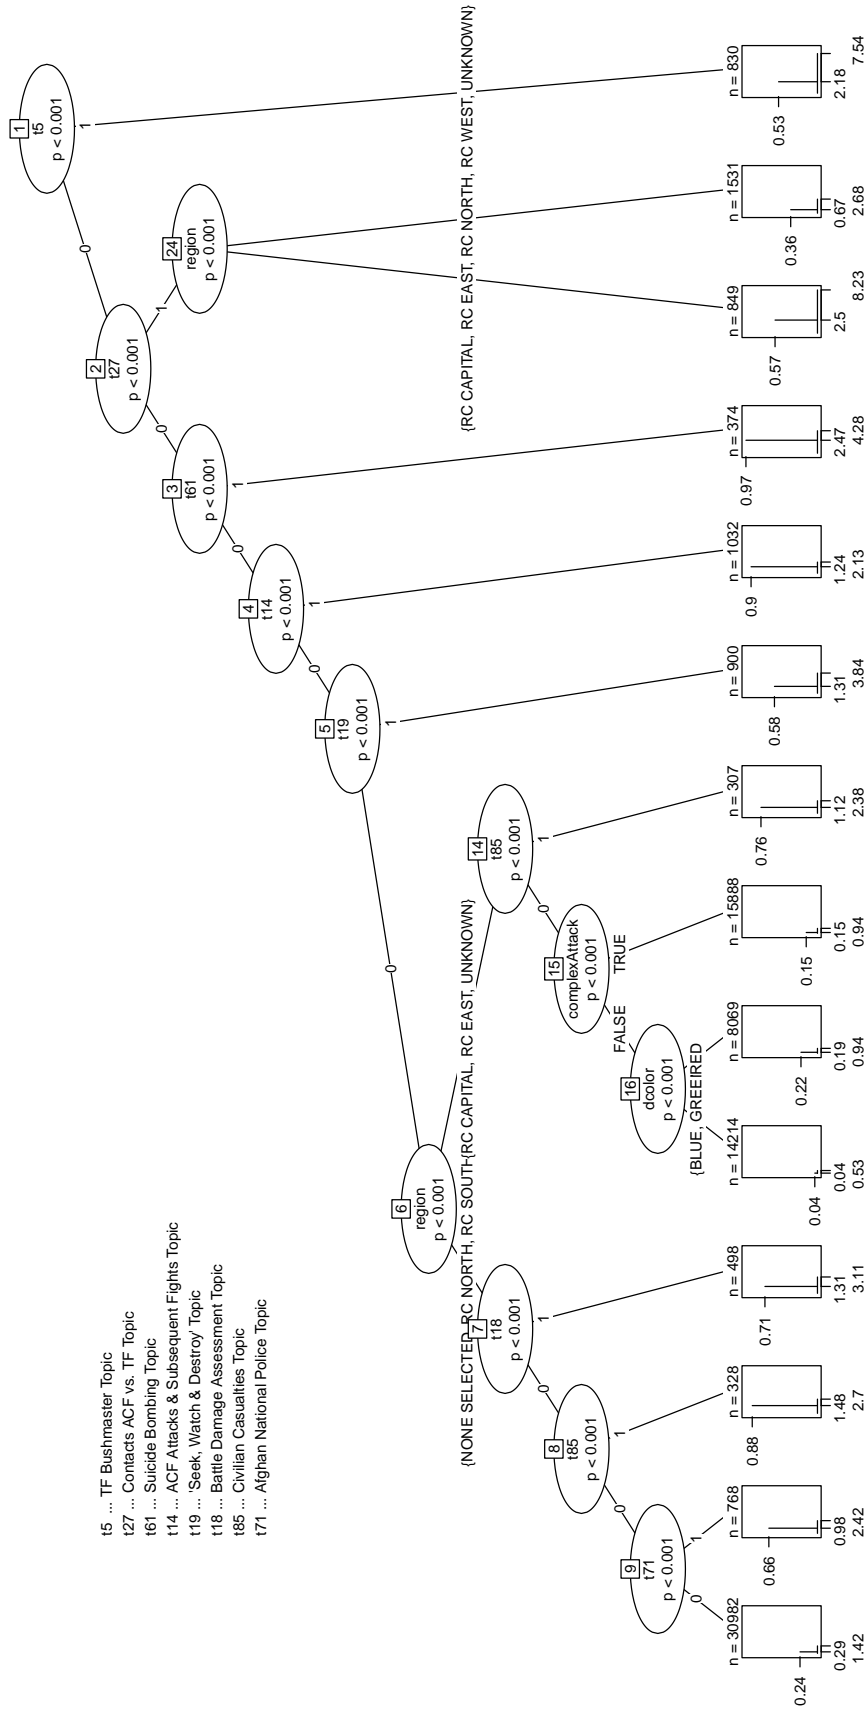 1
t5
p < 0.001
0
1
2
t27
p < 0.001
0
1
t5 ... TF Bushmaster Topic
t27 ... Contacts ACF vs. TF Topic
t61 ... Suicide Bombing Topic
t14 ... ACF Attacks & Subsequent Fights Topic
t19 ... 'Seek, Watch & Destroy' Topic
t18 ... Battle Damage Assessment Topic
t85 ... Civilian Casualties Topic
t71 ... Afghan National Police Topic
3
t61
p < 0.001
0
1
24
region
p < 0.001
4
t14
p < 0.001
0
1
5
t19
p < 0.001
0
1
6
region
p < 0.001
{NONE SELECTED, RC NORTH, RC SOUTH
{RC CAPITAL, RC EAST, UNKNOWN}
{RC CAPITAL, RC EAST, RC NORTH, RC WEST, UNKNOWN}
7
t18
p < 0.001
0
1
14
t85
p < 0.001
0
1
8
t85
p < 0.001
0
1
15
complexAttack
p < 0.001
FALSE
TRUE
9
t71
p < 0.001
0
1
16
dcolor
p < 0.001
{BLUE, GREE
RED
n = 30982
0.24
0.29
1.42
n = 768
0.66
0.98
2.42
n = 328
0.88
1.48
2.7
n = 498
0.71
1.31
3.11
n = 14214
0.04
0.04
0.53
n = 8069
0.22
0.19
0.94
n = 15888
0.15
0.15
0.94
n = 307
0.76
1.12
2.38
n = 900
0.58
1.31
3.84
n = 1032
0.9
1.24
2.13
n = 374
0.97
2.47
4.28
n = 849
0.57
2.5
8.23
n = 1531
0.36
0.67
2.68
n = 830
0.53
2.18
7.54